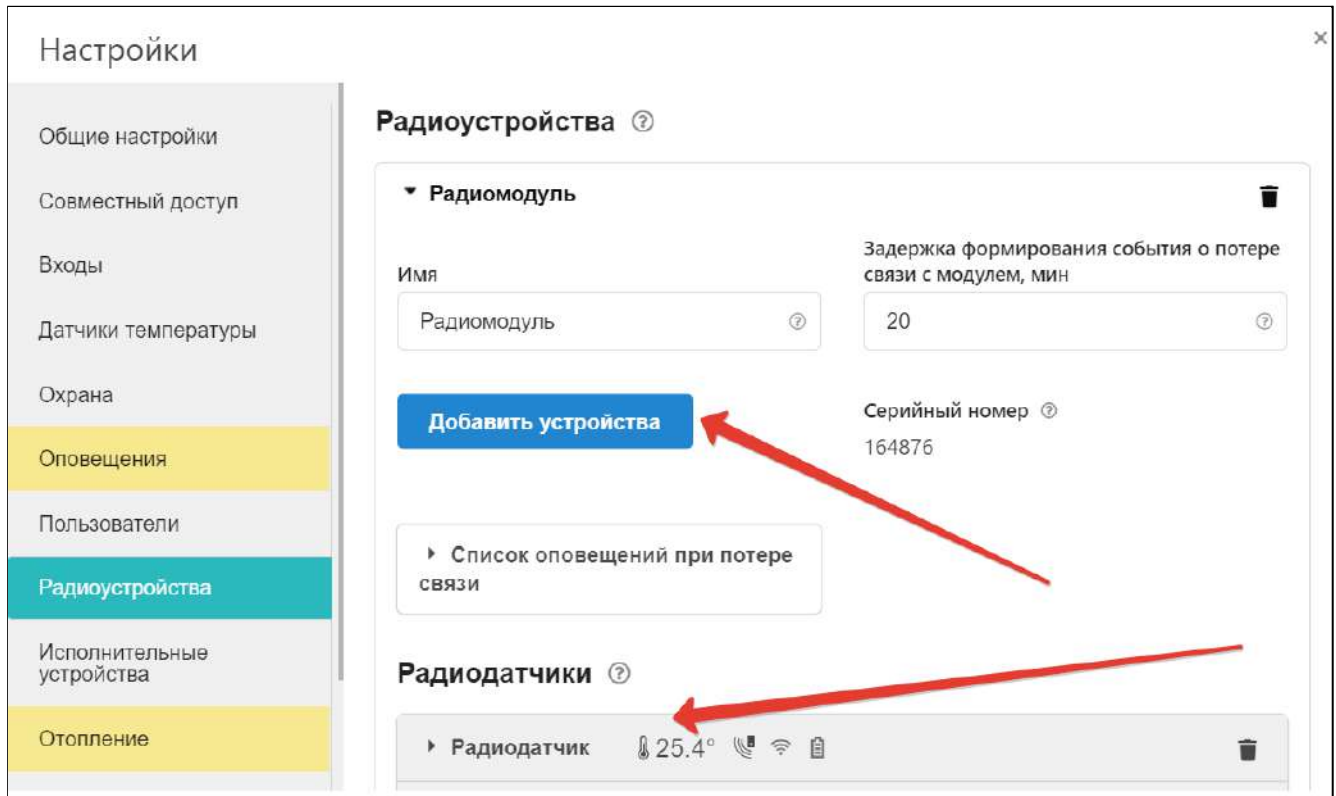 Настройки
Общие настройки
Совместный доступ
Входы
Датчики температуры
Охрана
Оповещения
Пользователи
Радиоустройства
Исполнительные
устройства
Отопление
Радиоустройства
Радиомодуль
Имя
Радиомодуль
Задержка формирования события о потере
связи с модулем, мин
20
Добавить устройства
Серийный номер
164876
Список оповещений при потере
связи
Радиодатчики
Радиодатчик 25.4°